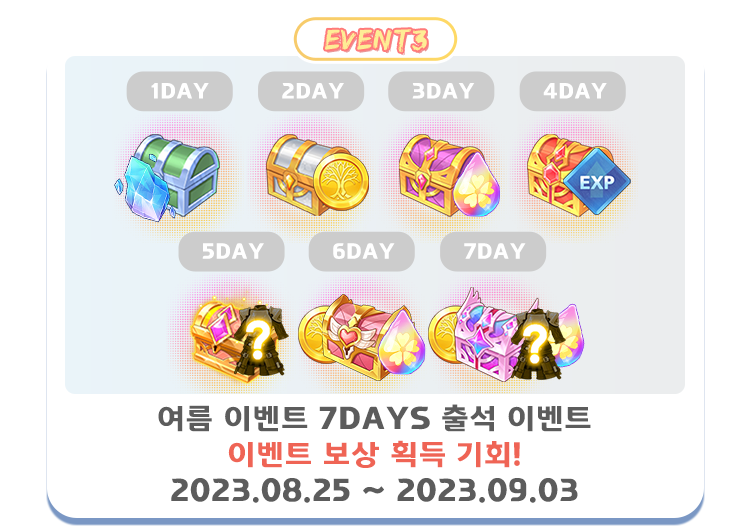 EVENT3
1DAY 2DAY 3DAY 4DAY
EXP
5DAY 6DAY 7DAY
? ?
여름 이벤트 7DAYS 출석 이벤트
이벤트 보상 획득 기회!
2023.08.25 ~ 2023.09.03